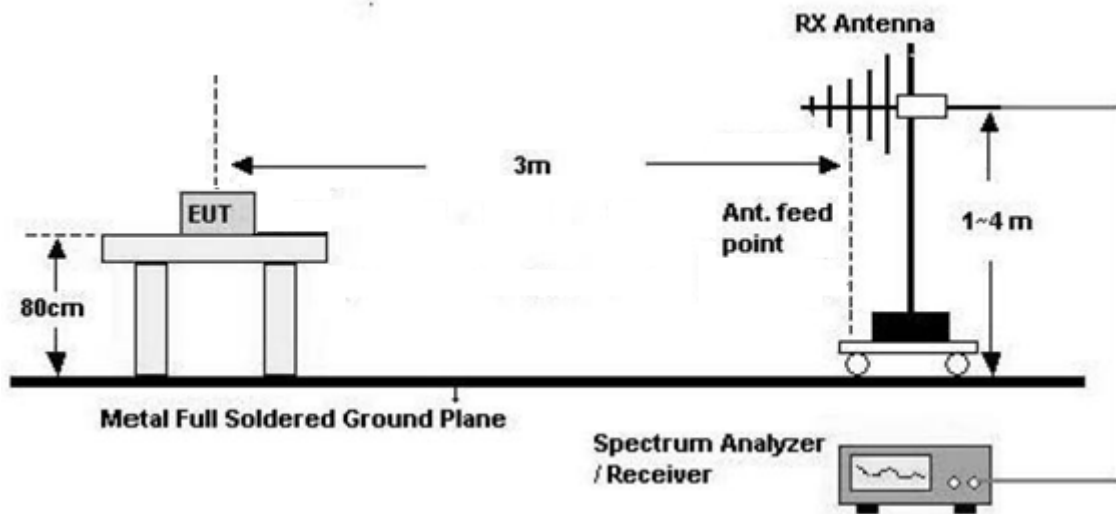 RX Antenna
3m
EUT
Ant. feed
point
1~4 m
80cm
Metal Full Soldered Ground Plane
Spectrum Analyzer
/ Receiver